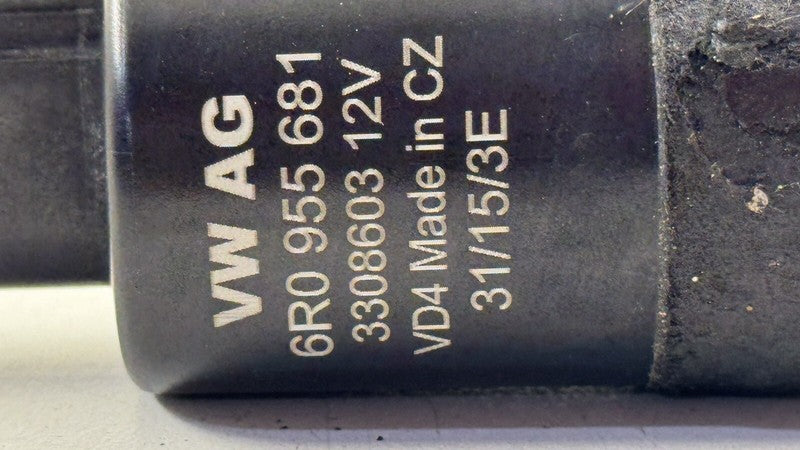 VW AG
6R0 955 681
3308603 12V
VD4 Made in CZ
31/15/3E